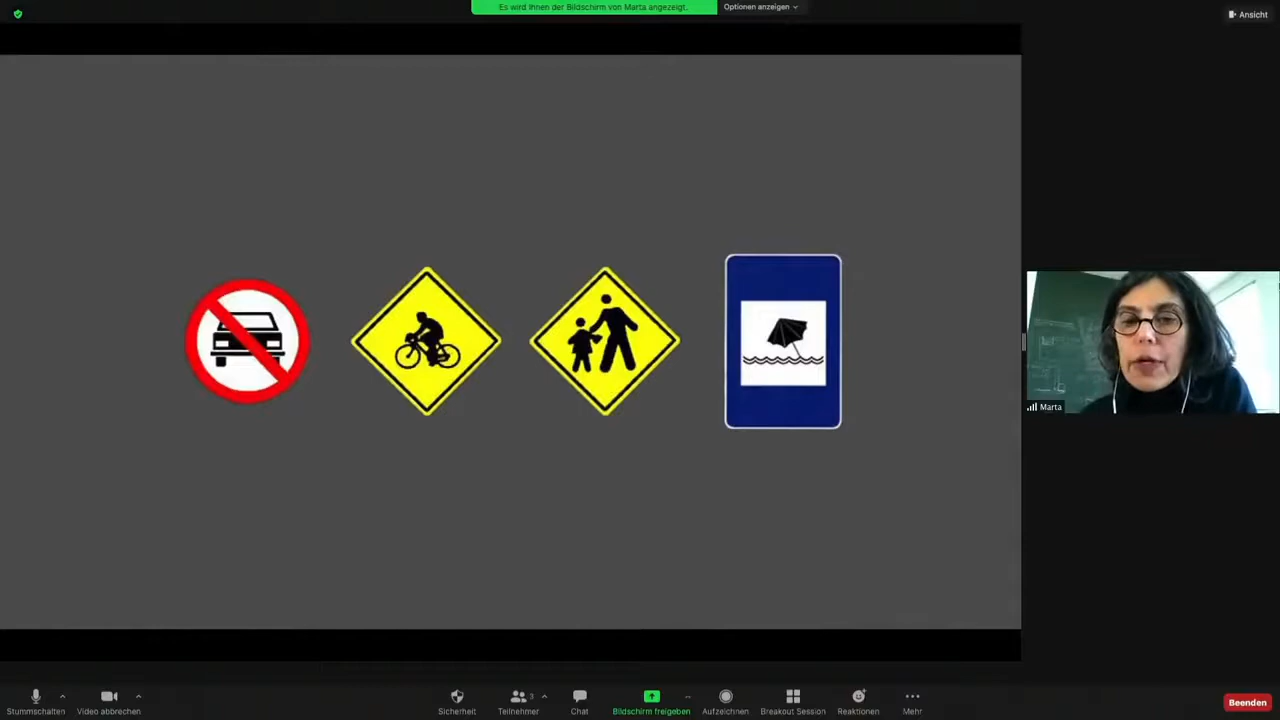 Es wird Ihnen der Bildschirm von Marta angezeigt.
Optionen anzeigen
Ansicht
Marta
Stummschalten
Video abbrechen
Sicherheit
3
Teilnehmer
Chat
Bildschirm freigeben
Aufzeichnen
Breakout Session
Reaktionen
Mehr
Beenden